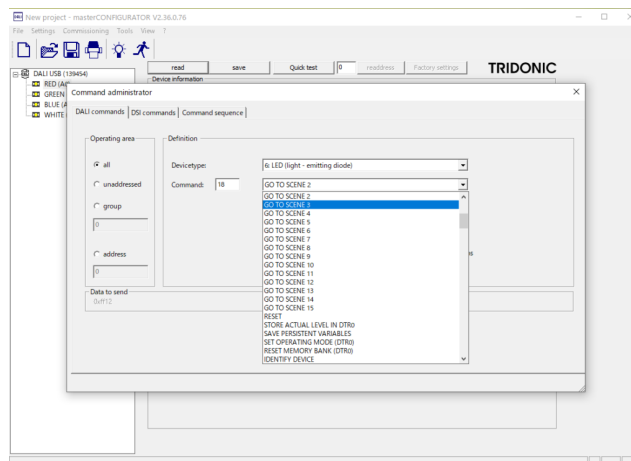 New project - masterCONFIGURATOR V2.36.0.76
File Settings Commissioning Tools View ?
read save Quick test 0 readdress Factory settings TRIDONIC
Device information
DALI USB (139454)
RED
GREEN
BLUE
WHITE
Command administrator
DALI commands DSI commands Command sequence
Operating area
all
unaddressed
group
0
address
0
Definition
Devicetype: 6: LED (light - emitting diode)
Command: 18 GO TO SCENE 2
GO TO SCENE 2
GO TO SCENE 3
GO TO SCENE 4
GO TO SCENE 5
GO TO SCENE 6
GO TO SCENE 7
GO TO SCENE 8
GO TO SCENE 9
GO TO SCENE 10
GO TO SCENE 11
GO TO SCENE 12
GO TO SCENE 13
GO TO SCENE 14
GO TO SCENE 15
RESET
STORE ACTUAL LEVEL IN DTR0
SAVE PERSISTENT VARIABLES
SET OPERATING MODE (DTR0)
RESET MEMORY BANK (DTR0)
IDENTIFY DEVICE
Data to send
0xff12